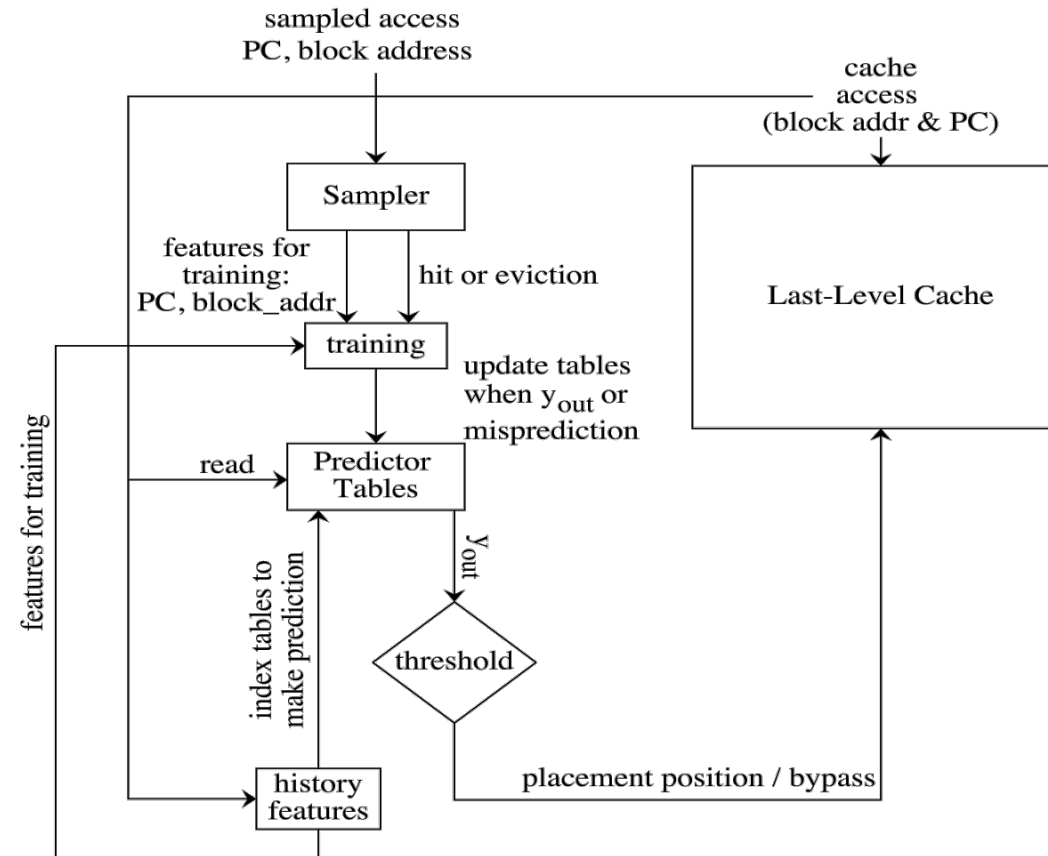 sampled access
PC, block address
cache
access
(block addr & PC)
Sampler
features for
training:
PC, block_addr
hit or eviction
Last-Level Cache
training
update tables
when yout or
misprediction
features for training
read
Predictor
Tables
yout
index tables to
make prediction
threshold
placement position / bypass
history
features